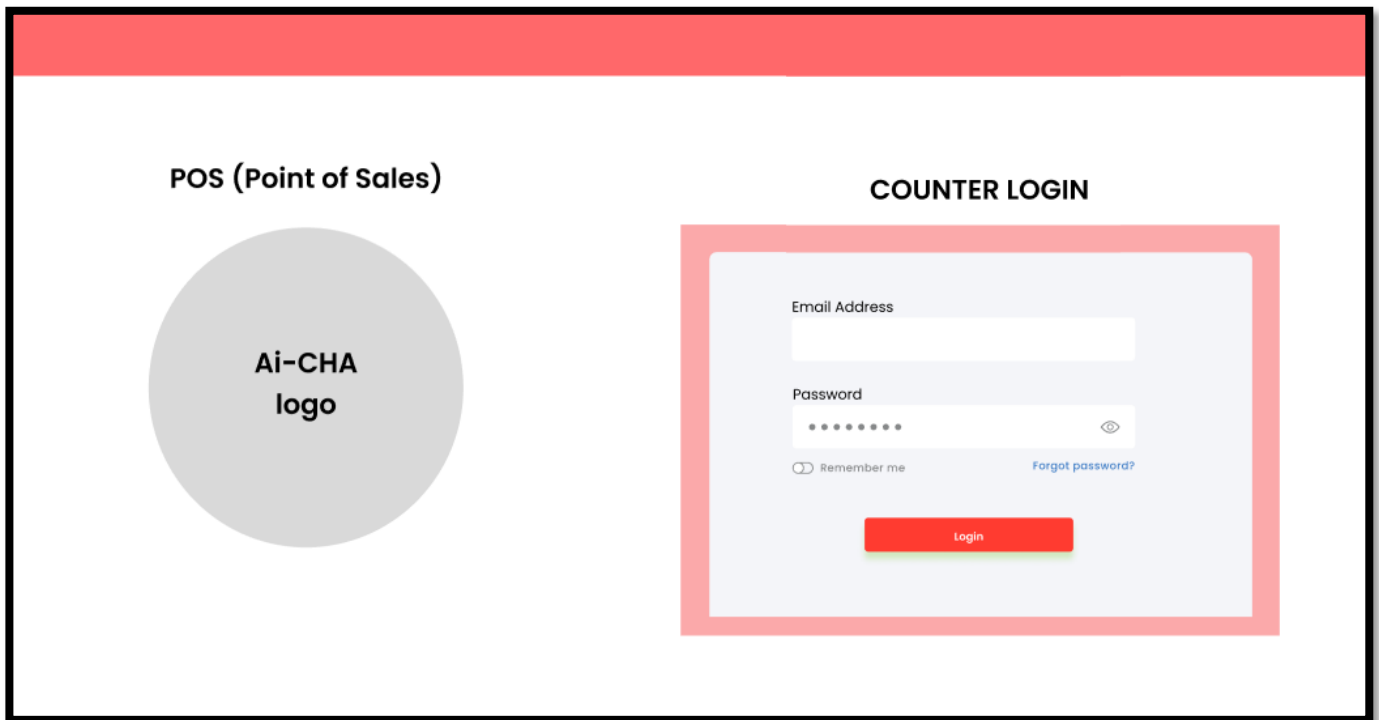 POS (Point of Sales)
Ai-CHA
logo
COUNTER LOGIN
Email Address
Password
Remember me
Forgot password?
Login